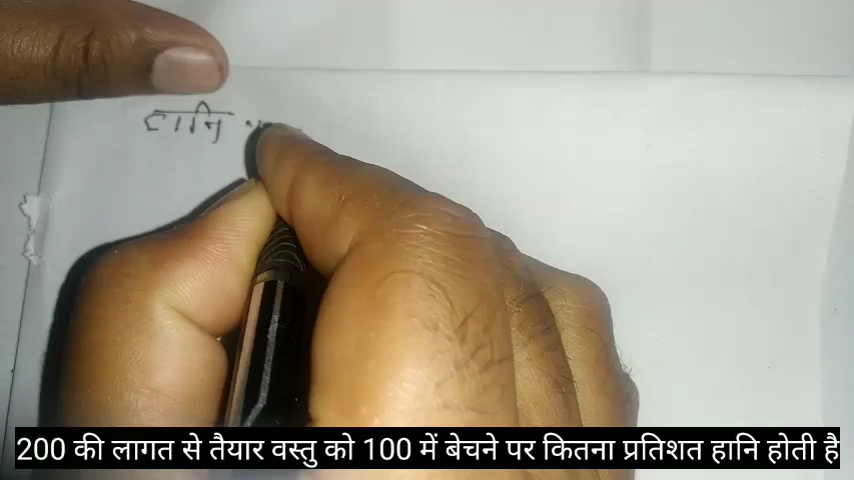 हानि
200 की लागत से तैयार वस्तु को 100 में बेचने पर कितना प्रतिशत हानि होती है